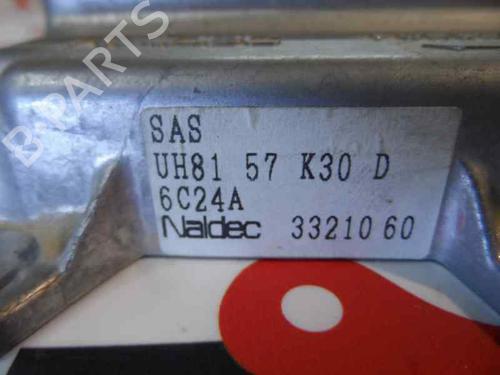 B-PARTS
SAS
UH81 57 K30 D
6C24A
Naldec 3321060